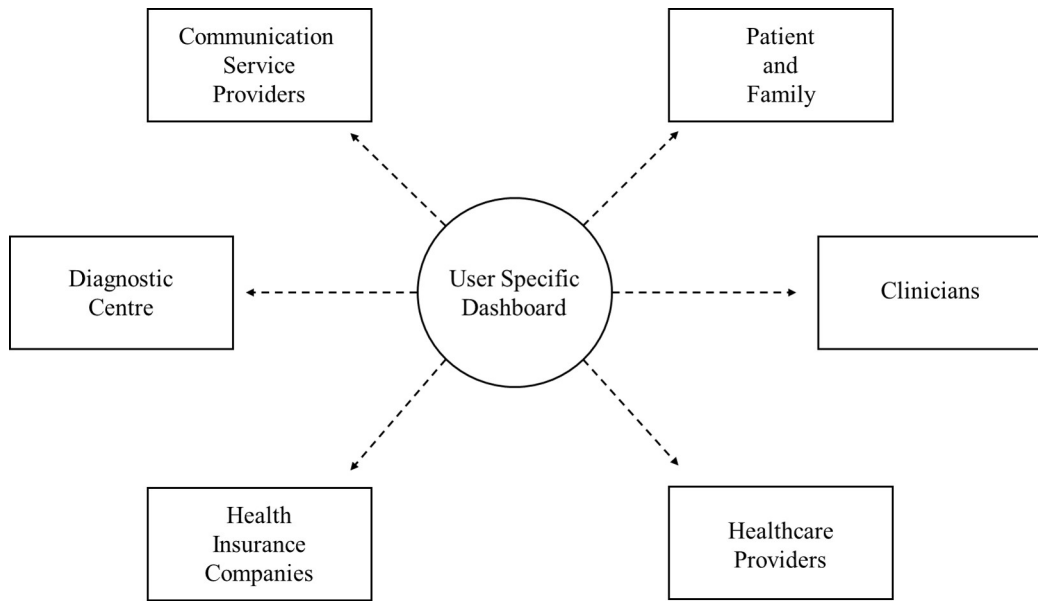 Communication
Service
Providers
Patient
and
Family
Diagnostic
Centre
User Specific
Dashboard
Clinicians
Health
Insurance
Companies
Healthcare
Providers